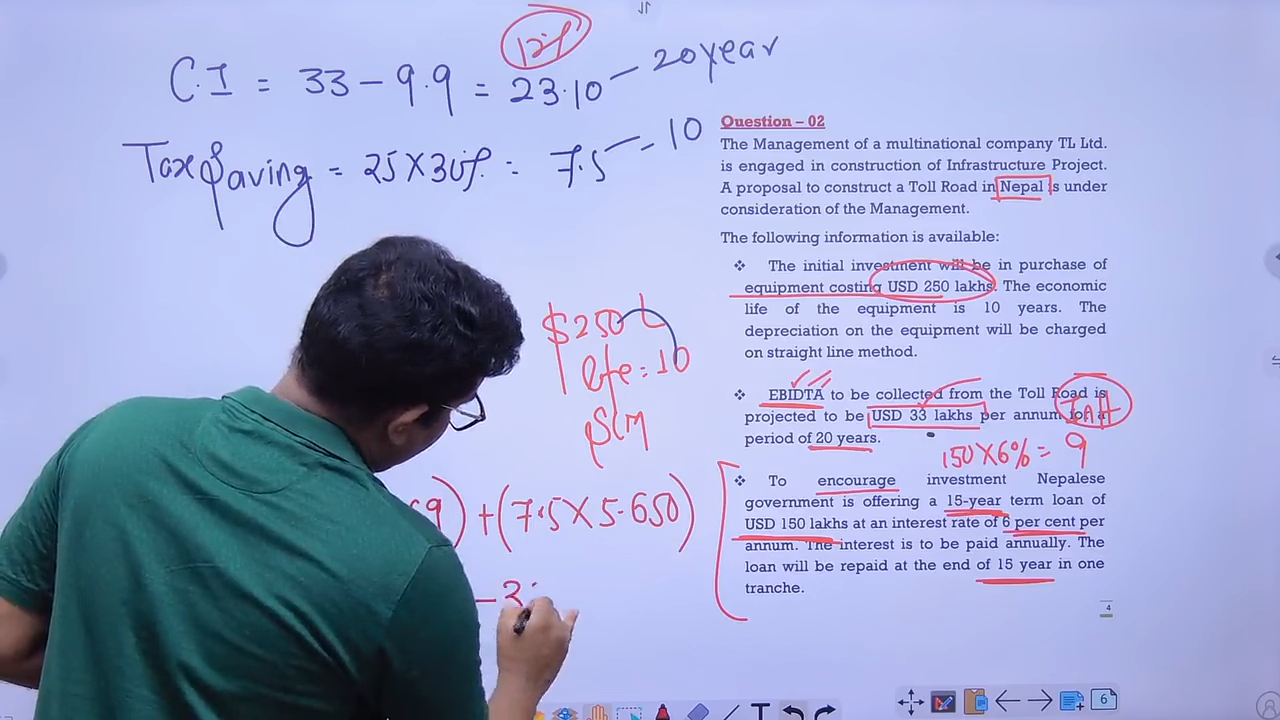 12%
C.I = 33 - 9.9 = 23.10 - 20 year
Tax Saving = 25 X 30% = 7.5 - 10
$250 L
life = 10
SLM
9) + (7.5 X 5.650)
- 3
Question – 02
The Management of a multinational company TL Ltd.
is engaged in construction of Infrastructure Project.
A proposal to construct a Toll Road in Nepal is under
consideration of the Management.
The following information is available:
❖ The initial investment will be in purchase of
equipment costing USD 250 lakhs. The economic
life of the equipment is 10 years. The
depreciation on the equipment will be charged
on straight line method.
❖ EBIDTA to be collected from the Toll Road is
projected to be USD 33 lakhs per annum for a
period of 20 years.
150 X 6% = 9
❖ To encourage investment Nepalese
government is offering a 15-year term loan of
USD 150 lakhs at an interest rate of 6 per cent per
annum. The interest is to be paid annually. The
loan will be repaid at the end of 15 year in one
tranche.
4
T
6